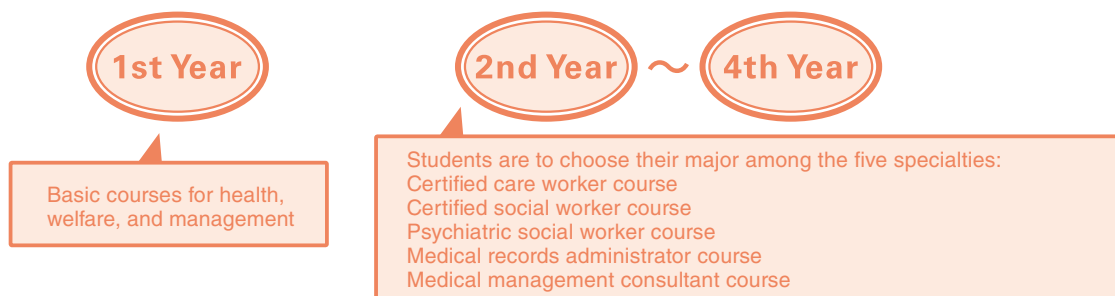 1st Year
Basic courses for health,
welfare, and management
2nd Year ～ 4th Year
Students are to choose their major among the five specialties:
Certified care worker course
Certified social worker course
Psychiatric social worker course
Medical records administrator course
Medical management consultant course